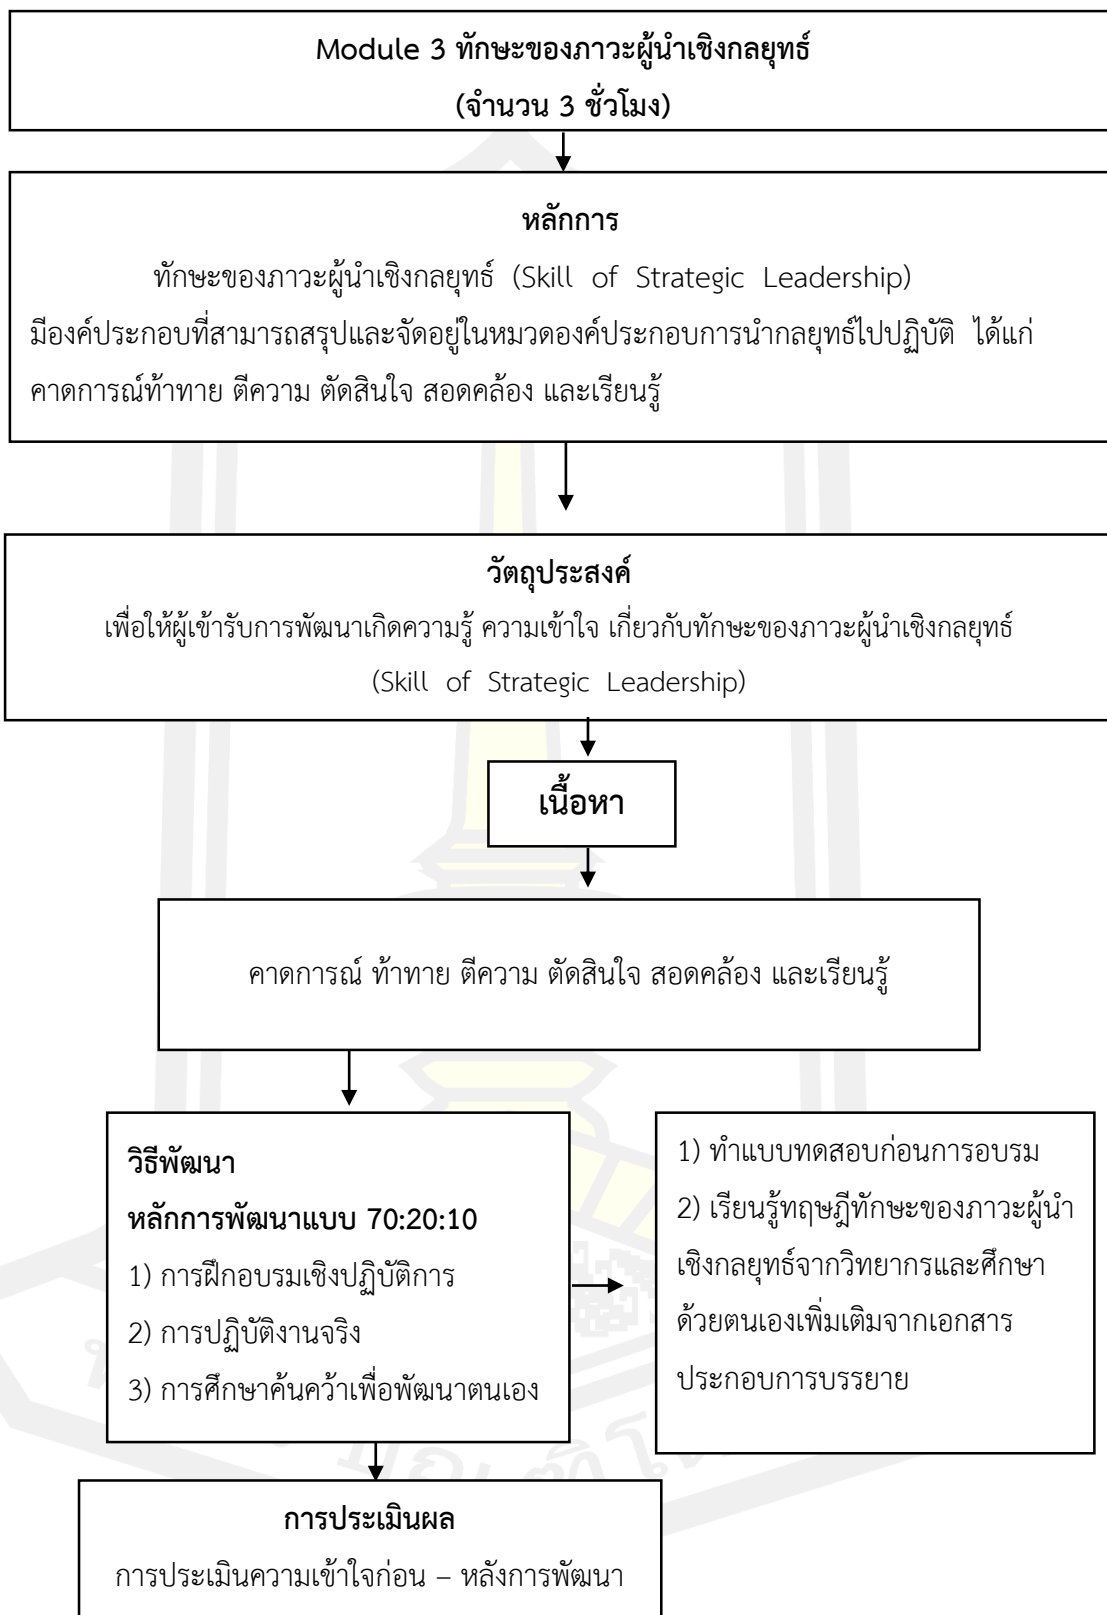 Module 3 ทักษะของภาวะผู้นำเชิงกลยุทธ์
(จำนวน 3 ชั่วโมง)
หลักการ
ทักษะของภาวะผู้นำเชิงกลยุทธ์ (Skill of Strategic Leadership)
มีองค์ประกอบที่สามารถสรุปและจัดอยู่ในหมวดองค์ประกอบการนำกลยุทธ์ไปปฏิบัติ ได้แก่
คาดการณ์ท้าทาย ตีความ ตัดสินใจ สอดคล้อง และเรียนรู้
วัตถุประสงค์
เพื่อให้ผู้เข้ารับการพัฒนาเกิดความรู้ ความเข้าใจ เกี่ยวกับทักษะของภาวะผู้นำเชิงกลยุทธ์
(Skill of Strategic Leadership)
เนื้อหา
คาดการณ์ ท้าทาย ตีความ ตัดสินใจ สอดคล้อง และเรียนรู้
วิธีพัฒนา
หลักการพัฒนาแบบ 70:20:10
1) การฝึกอบรมเชิงปฏิบัติการ
2) การปฏิบัติงานจริง
3) การศึกษาค้นคว้าเพื่อพัฒนาตนเอง
1) ทำแบบทดสอบก่อนการอบรม
2) เรียนรู้ทฤษฎีทักษะของภาวะผู้นำ
เชิงกลยุทธ์จากวิทยากรและศึกษา
ด้วยตนเองเพิ่มเติมจากเอกสาร
ประกอบการบรรยาย
การประเมินผล
การประเมินความเข้าใจก่อน – หลังการพัฒนา